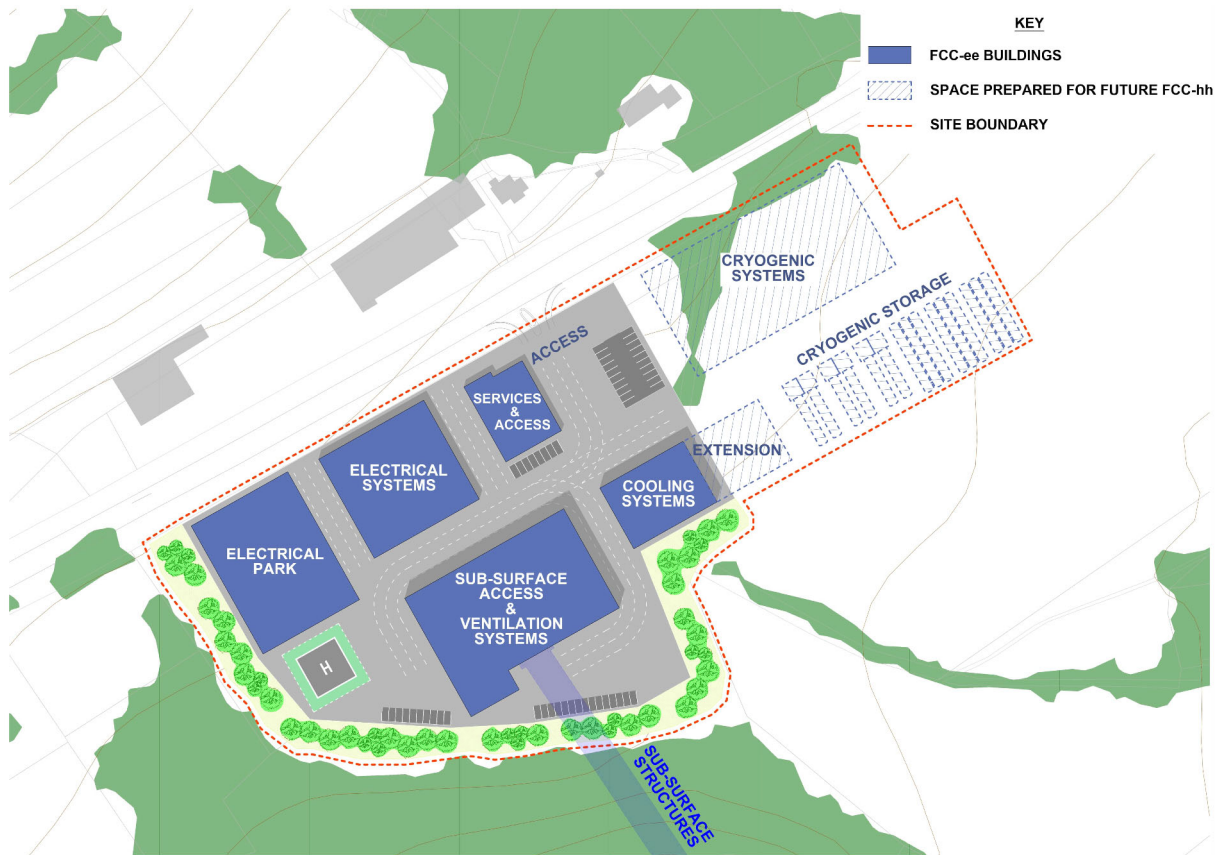 KEY
FCC-ee BUILDINGS
SPACE PREPARED FOR FUTURE FCC-hh
SITE BOUNDARY
CRYOGENIC
SYSTEMS
CRYOGENIC STORAGE
ACCESS
SERVICES
&
ACCESS
EXTENSION
ELECTRICAL
SYSTEMS
COOLING
SYSTEMS
ELECTRICAL
PARK
SUB-SURFACE
ACCESS
&
VENTILATION
SYSTEMS
H
SUB-SURFACE
STRUCTURES